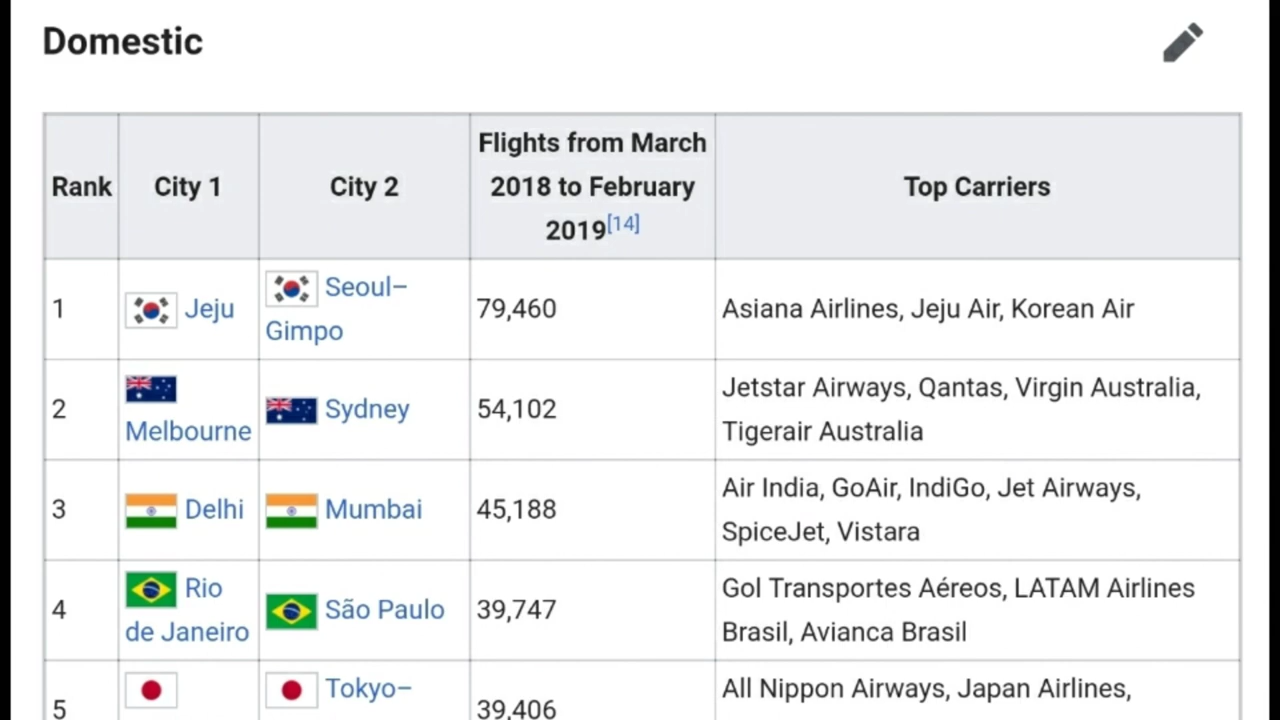 Domestic
Rank
City 1
City 2
Flights from March
2018 to February
2019[14]
Top Carriers
1
Jeju
Seoul–
Gimpo
79,460
Asiana Airlines, Jeju Air, Korean Air
2
Melbourne
Sydney
54,102
Jetstar Airways, Qantas, Virgin Australia,
Tigerair Australia
3
Delhi
Mumbai
45,188
Air India, GoAir, IndiGo, Jet Airways,
SpiceJet, Vistara
4
Rio
de Janeiro
São Paulo
39,747
Gol Transportes Aéreos, LATAM Airlines
Brasil, Avianca Brasil
5
Tokyo–
39,406
All Nippon Airways, Japan Airlines,